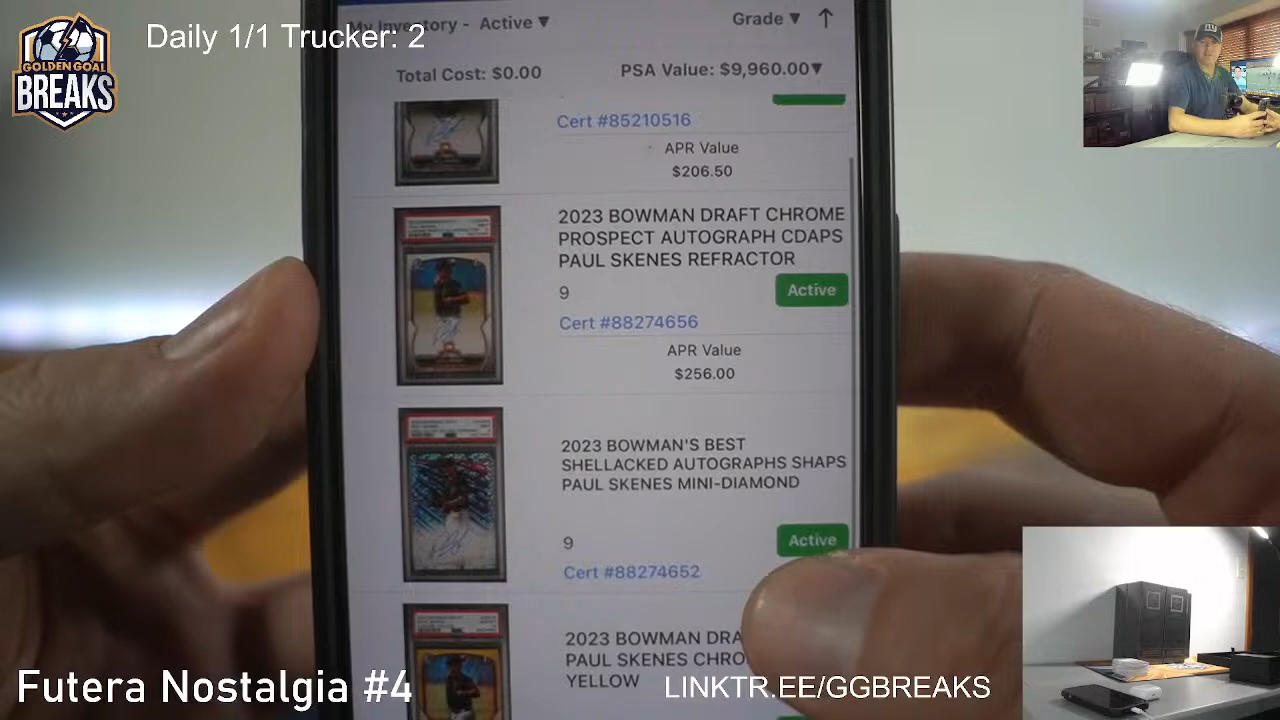 GOLDEN GOAL
BREAKS
Daily 1/1 Trucker: 2
My Inventory - Active ▼
Grade ▼ ↑
Total Cost: $0.00
PSA Value: $9,960.00▼
Cert #85210516
APR Value
$206.50
2023 BOWMAN DRAFT CHROME
PROSPECT AUTOGRAPH CDAPS
PAUL SKENES REFRACTOR
9
Active
Cert #88274656
APR Value
$256.00
2023 BOWMAN'S BEST
SHELLACKED AUTOGRAPHS SHAPS
PAUL SKENES MINI-DIAMOND
9
Active
Cert #88274652
2023 BOWMAN DRA
PAUL SKENES CHRO
YELLOW
Futera Nostalgia #4
LINKTR.EE/GGBREAKS